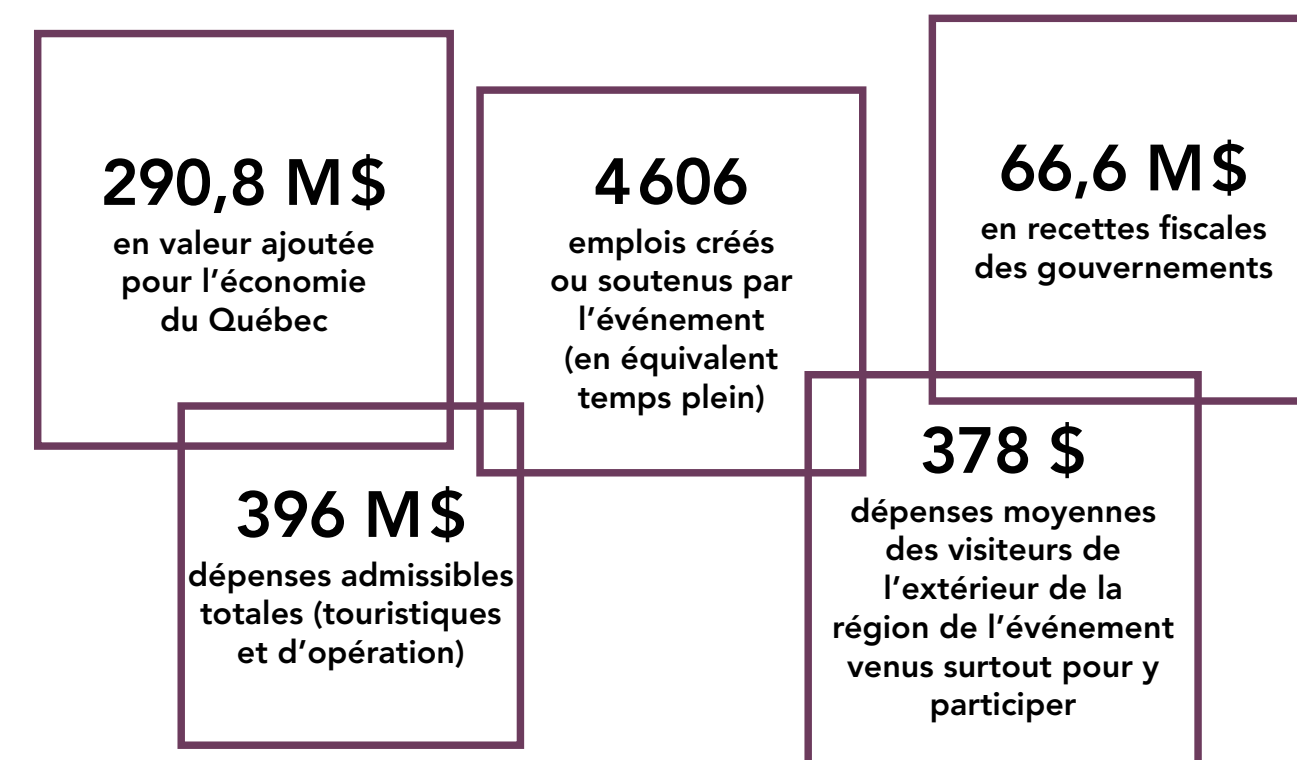 290,8 M$
en valeur ajoutée
pour l’économie
du Québec
4 606
emplois créés
ou soutenus par
l’événement
(en équivalent
temps plein)
66,6 M$
en recettes fiscales
des gouvernements
396 M$
dépenses admissibles
totales (touristiques
et d’opération)
378 $
dépenses moyennes
des visiteurs de
l’extérieur de la
région de l’événement
venus surtout pour y
participer